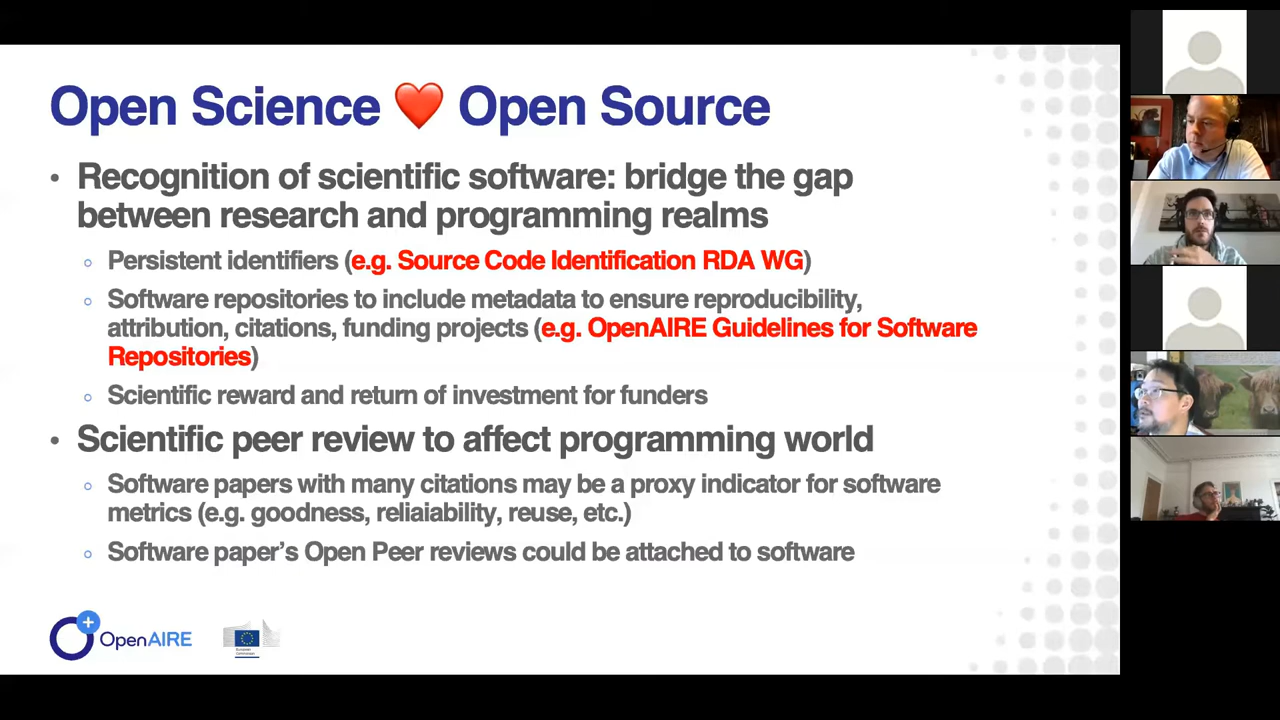 Open Science ❤️ Open Source
• Recognition of scientific software: bridge the gap
between research and programming realms
◦ Persistent identifiers (e.g. Source Code Identification RDA WG)
◦ Software repositories to include metadata to ensure reproducibility,
attribution, citations, funding projects (e.g. OpenAIRE Guidelines for Software
Repositories)
◦ Scientific reward and return of investment for funders
• Scientific peer review to affect programming world
◦ Software papers with many citations may be a proxy indicator for software
metrics (e.g. goodness, reliaiability, reuse, etc.)
◦ Software paper’s Open Peer reviews could be attached to software
OpenAIRE
European
Commission